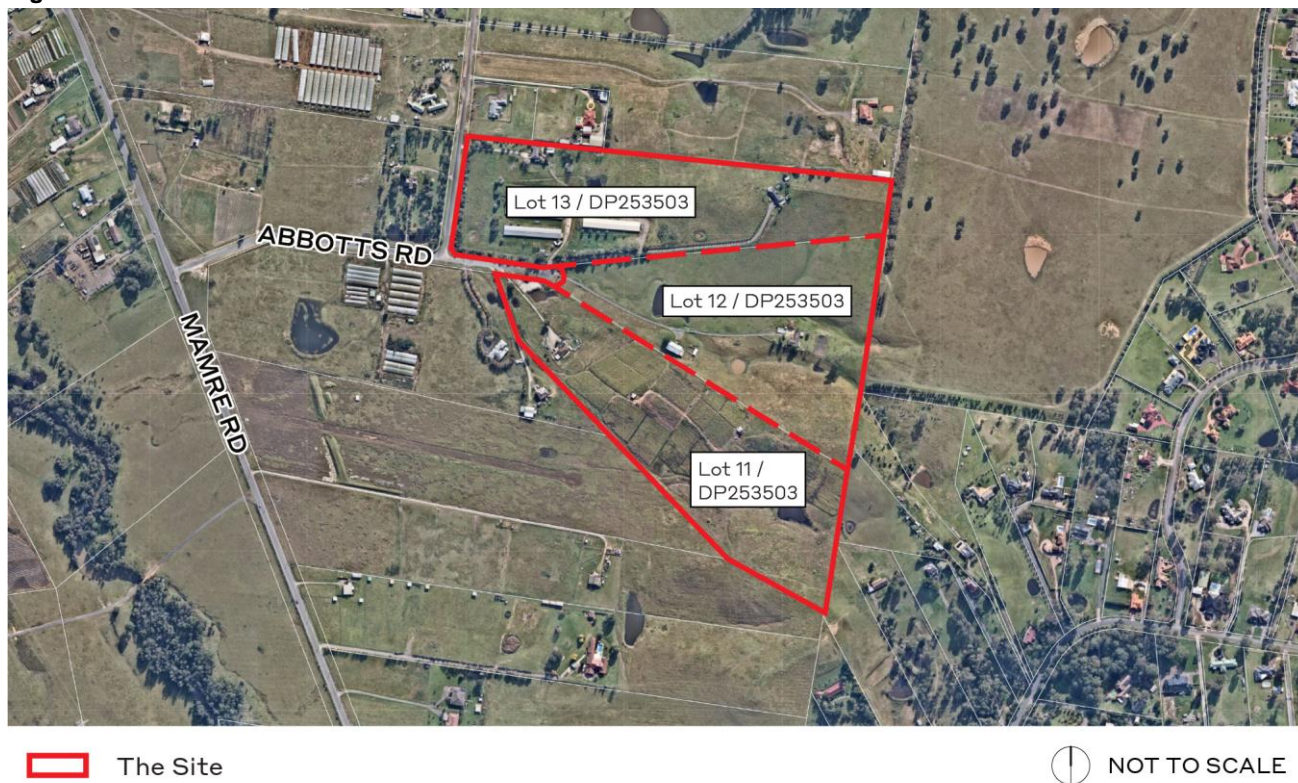 Lot 13 / DP253503
ABBOTTS RD
Lot 12 / DP253503
MAMRE RD
Lot 11 /
DP253503
The Site
NOT TO SCALE